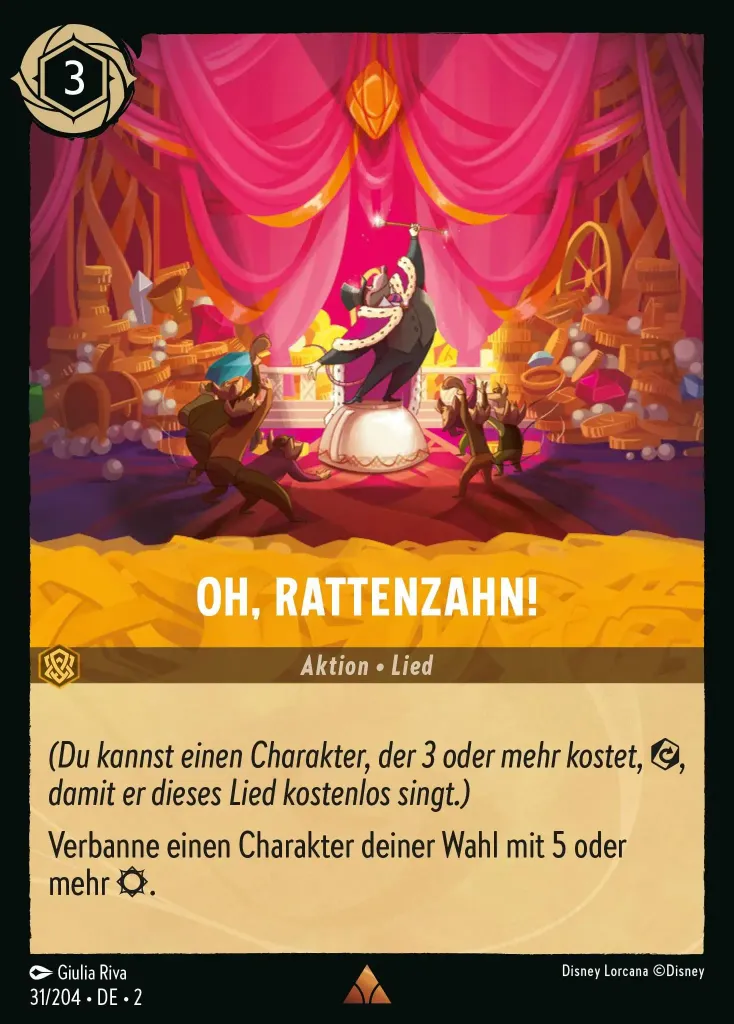 3
OH, RATTENZAHN!
Aktion • Lied
(Du kannst einen Charakter, der 3 oder mehr kostet, ,
damit er dieses Lied kostenlos singt.)
Verbanne einen Charakter deiner Wahl mit 5 oder
mehr .
Giulia Riva
Disney Lorcana ©Disney
31/204 • DE • 2